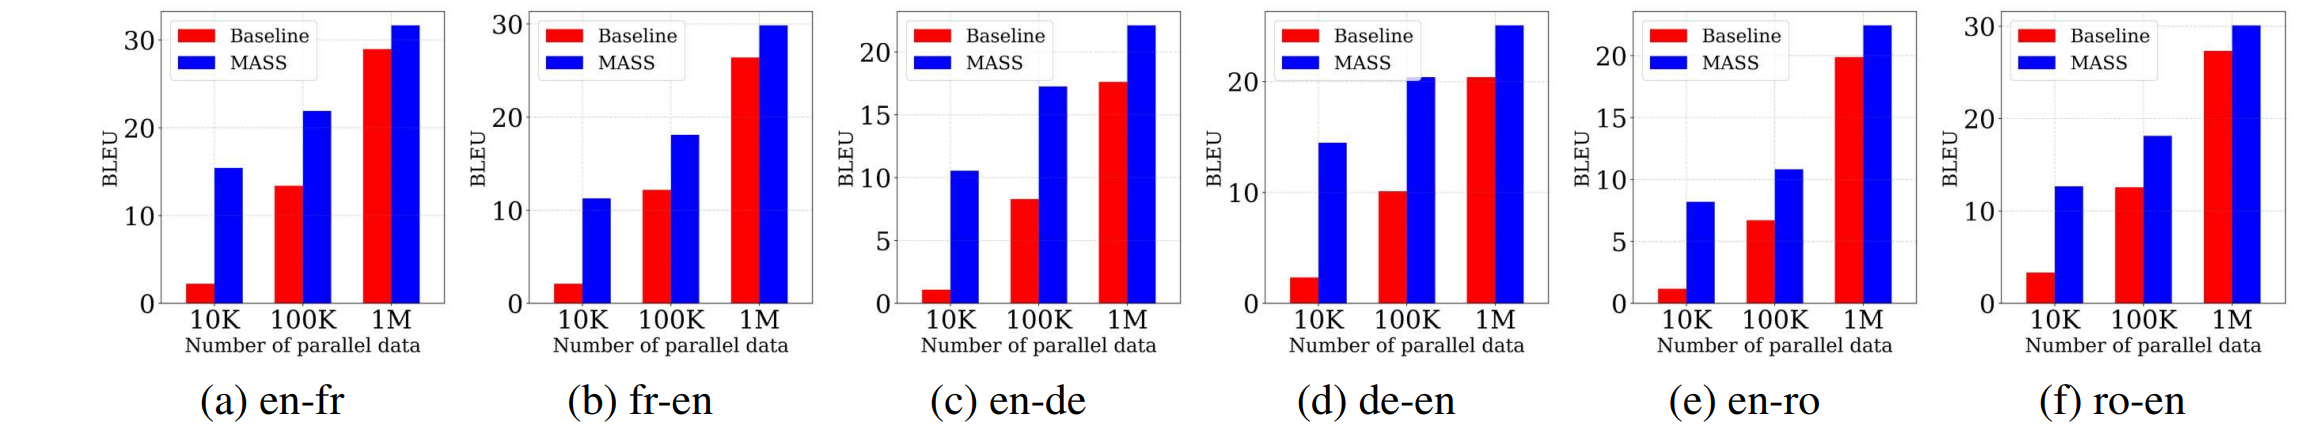 Baseline
MASS
BLEU
30
20
10
0
10K 100K 1M
Number of parallel data
(a) en-fr
Baseline
MASS
BLEU
30
20
10
0
10K 100K 1M
Number of parallel data
(b) fr-en
Baseline
MASS
BLEU
20
15
10
5
0
10K 100K 1M
Number of parallel data
(c) en-de
Baseline
MASS
BLEU
20
10
0
10K 100K 1M
Number of parallel data
(d) de-en
Baseline
MASS
BLEU
20
15
10
5
0
10K 100K 1M
Number of parallel data
(e) en-ro
Baseline
MASS
BLEU
30
20
10
0
10K 100K 1M
Number of parallel data
(f) ro-en